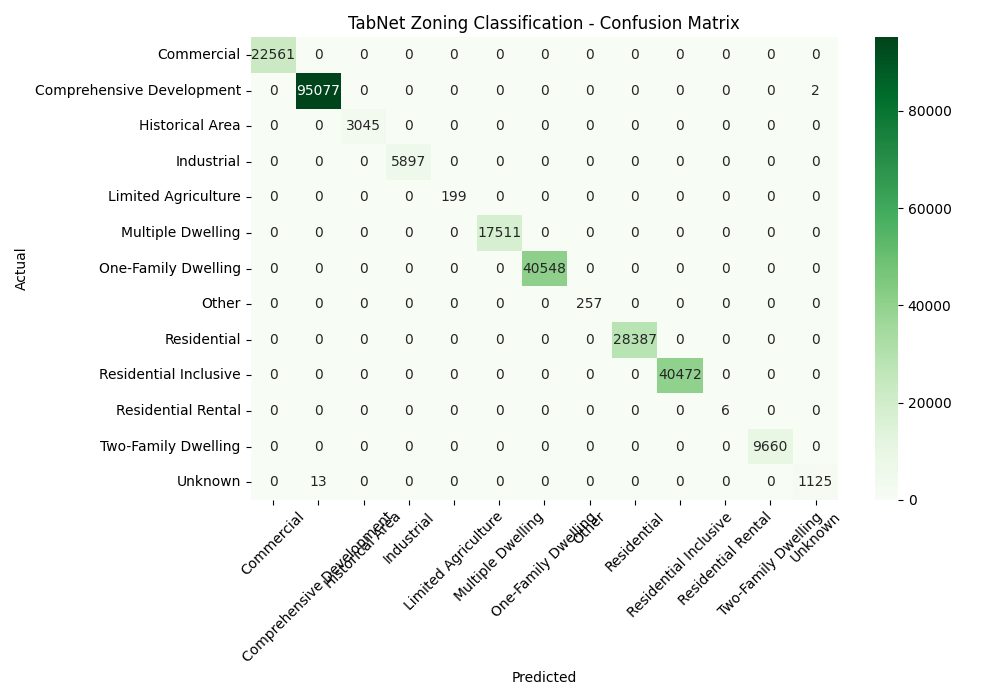 TabNet Zoning Classification - Confusion Matrix
Actual
Commercial 22561 0 0 0 0 0 0 0 0 0 0 0 0
Comprehensive Development 0 95077 0 0 0 0 0 0 0 0 0 0 2
Historical Area 0 0 3045 0 0 0 0 0 0 0 0 0 0
Industrial 0 0 0 5897 0 0 0 0 0 0 0 0 0
Limited Agriculture 0 0 0 0 199 0 0 0 0 0 0 0 0
Multiple Dwelling 0 0 0 0 0 17511 0 0 0 0 0 0 0
One-Family Dwelling 0 0 0 0 0 0 40548 0 0 0 0 0 0
Other 0 0 0 0 0 0 0 257 0 0 0 0 0
Residential 0 0 0 0 0 0 0 0 28387 0 0 0 0
Residential Inclusive 0 0 0 0 0 0 0 0 0 40472 0 0 0
Residential Rental 0 0 0 0 0 0 0 0 0 0 6 0 0
Two-Family Dwelling 0 0 0 0 0 0 0 0 0 0 0 9660 0
Unknown 0 13 0 0 0 0 0 0 0 0 0 0 1125
Commercial
Comprehensive Development
Historical Area
Industrial
Limited Agriculture
Multiple Dwelling
One-Family Dwelling
Other
Residential
Residential Inclusive
Residential Rental
Two-Family Dwelling
Unknown
Predicted
80000
60000
40000
20000
0